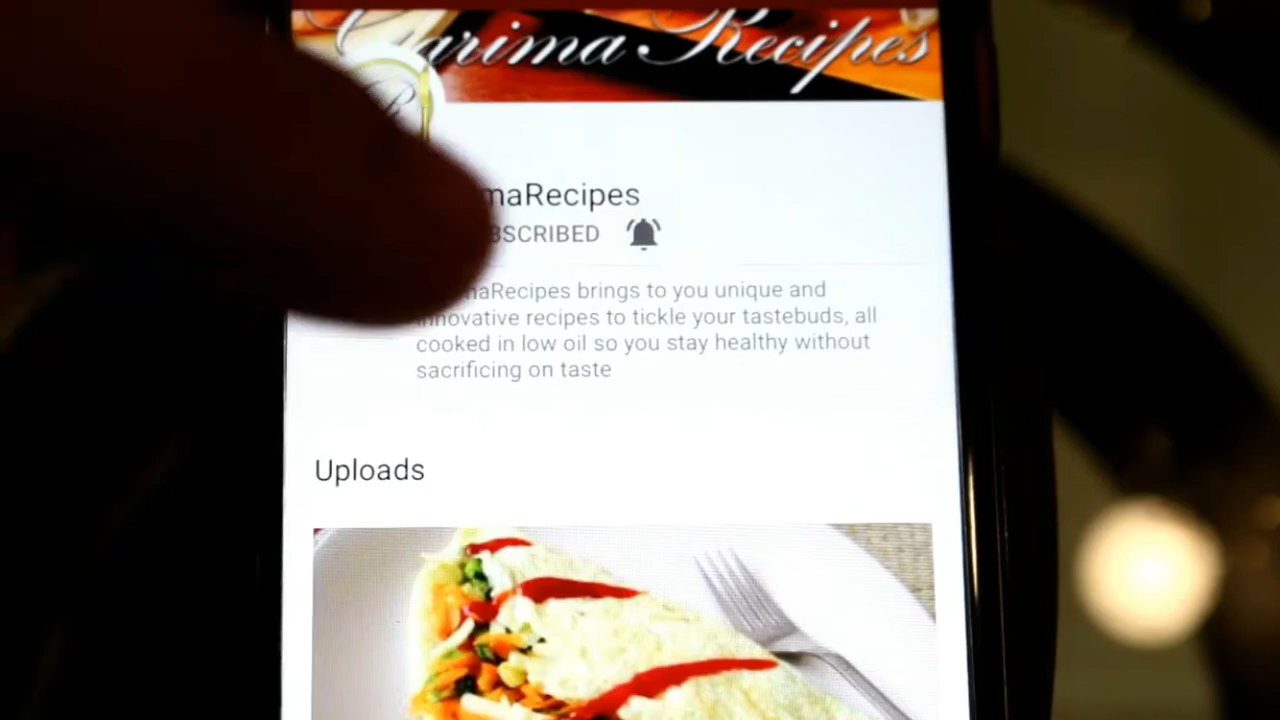 Garima Recipes
R
maRecipes
BSCRIBED
maRecipes brings to you unique and
innovative recipes to tickle your tastebuds, all
cooked in low oil so you stay healthy without
sacrificing on taste
Uploads